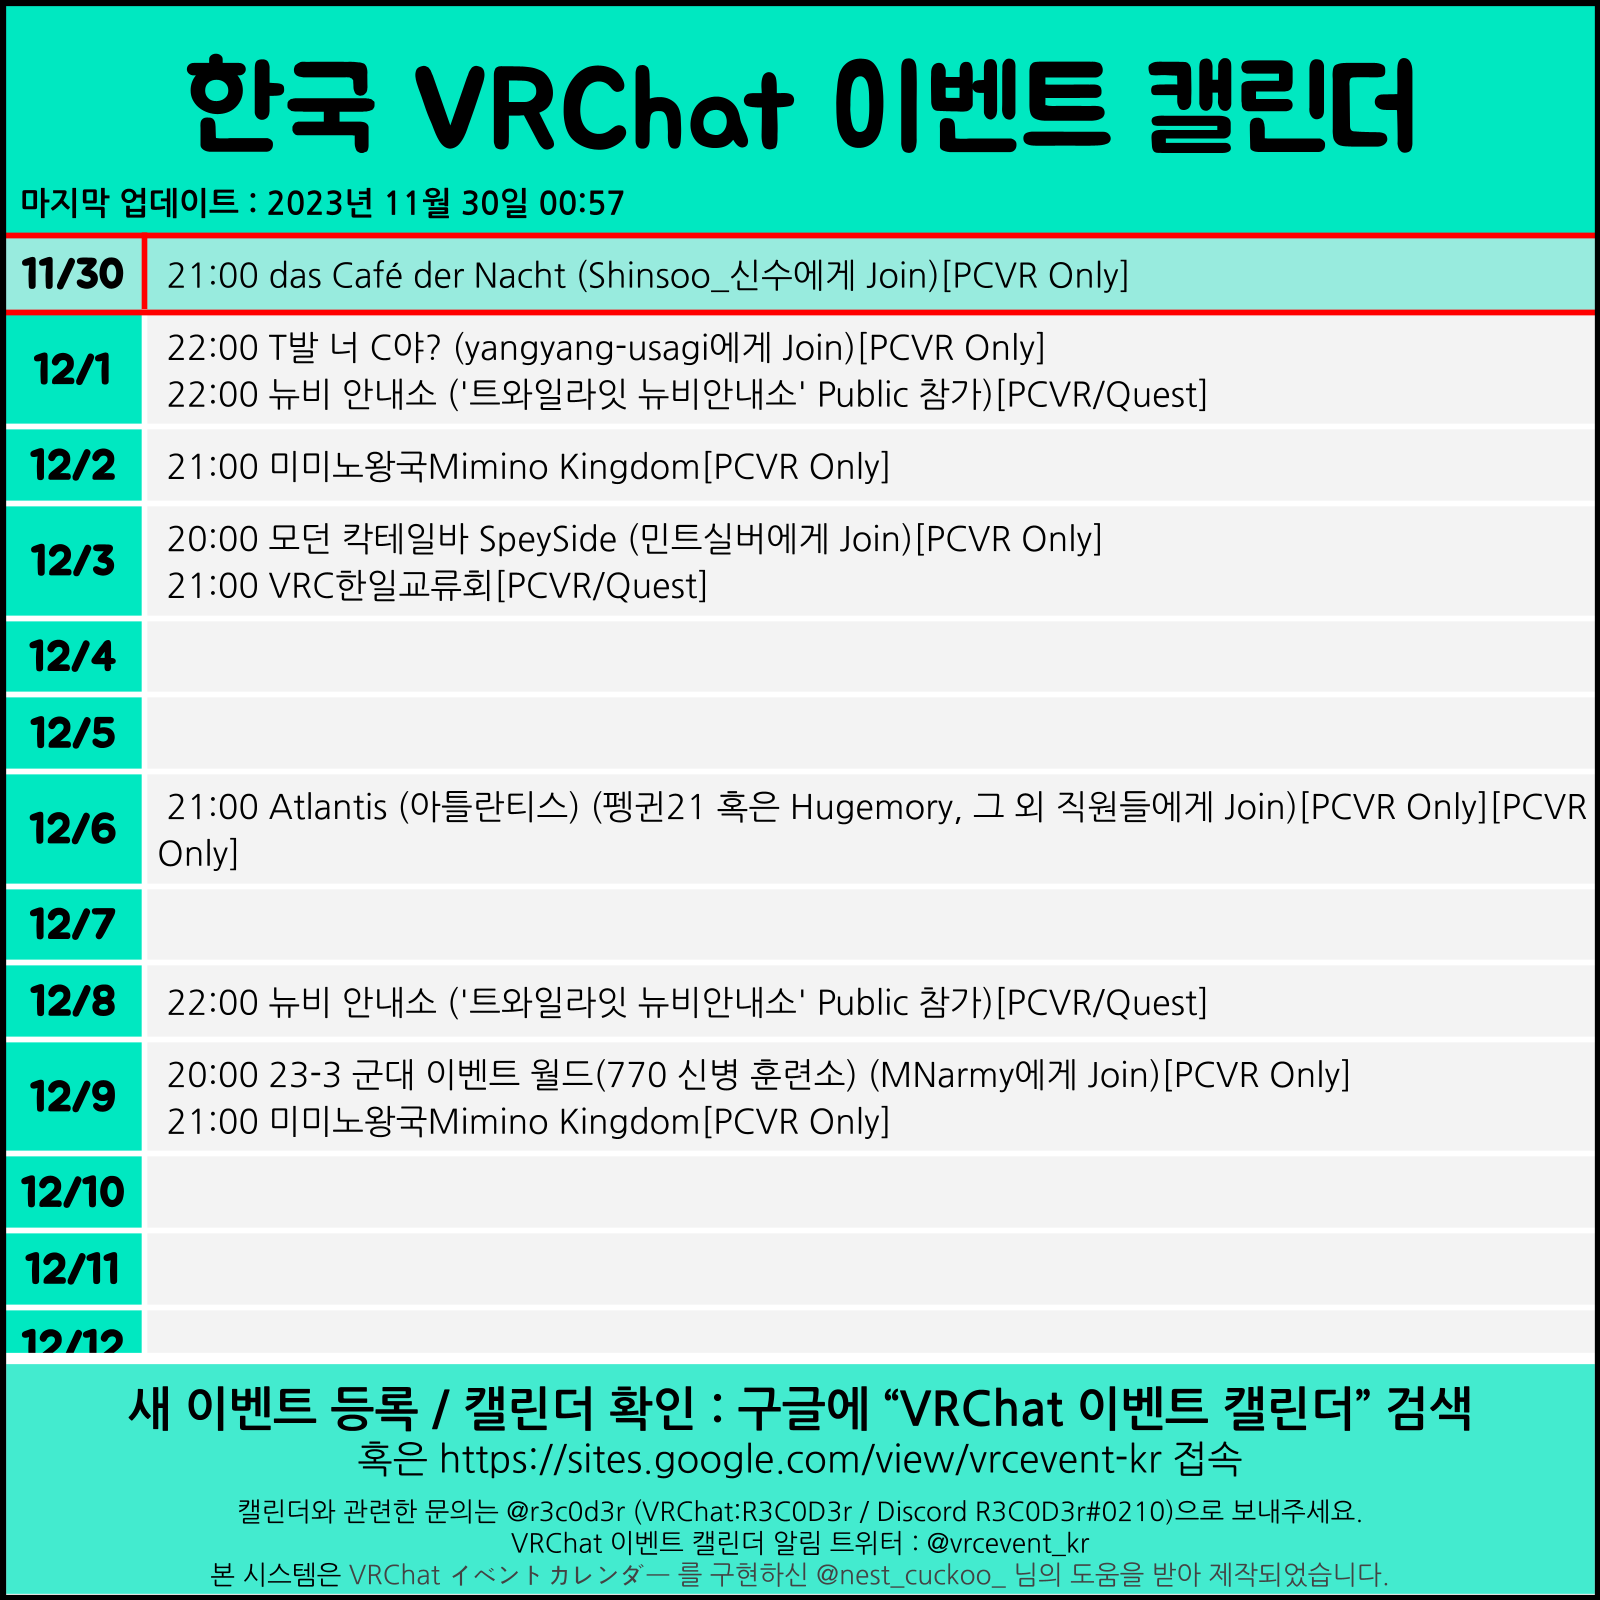 한국 VRChat 이벤트 캘린더
마지막 업데이트 : 2023년 11월 30일 00:57
11/30
21:00 das Café der Nacht (Shinsoo_신수에게 Join)[PCVR Only]
12/1
22:00 T발 너 C야? (yangyang-usagi에게 Join)[PCVR Only]
22:00 뉴비 안내소 ('트와일라잇 뉴비안내소' Public 참가)[PCVR/Quest]
12/2
21:00 미미노왕국Mimino Kingdom[PCVR Only]
12/3
20:00 모던 칵테일바 SpeySide (민트실버에게 Join)[PCVR Only]
21:00 VRC한일교류회[PCVR/Quest]
12/4
12/5
12/6
21:00 Atlantis (아틀란티스) (펭귄21 혹은 Hugemory, 그 외 직원들에게 Join)[PCVR Only][PCVR
Only]
12/7
12/8
22:00 뉴비 안내소 ('트와일라잇 뉴비안내소' Public 참가)[PCVR/Quest]
12/9
20:00 23-3 군대 이벤트 월드(770 신병 훈련소) (MNarmy에게 Join)[PCVR Only]
21:00 미미노왕국Mimino Kingdom[PCVR Only]
12/10
12/11
12/12
새 이벤트 등록 / 캘린더 확인 : 구글에 “VRChat 이벤트 캘린더” 검색
혹은 https://sites.google.com/view/vrcevent-kr 접속
캘린더와 관련한 문의는 @r3c0d3r (VRChat:R3C0D3r / Discord R3C0D3r#0210)으로 보내주세요.
VRChat 이벤트 캘린더 알림 트위터 : @vrcevent_kr
본 시스템은 VRChat イベントカレンダー 를 구현하신 @nest_cuckoo_ 님의 도움을 받아 제작되었습니다.